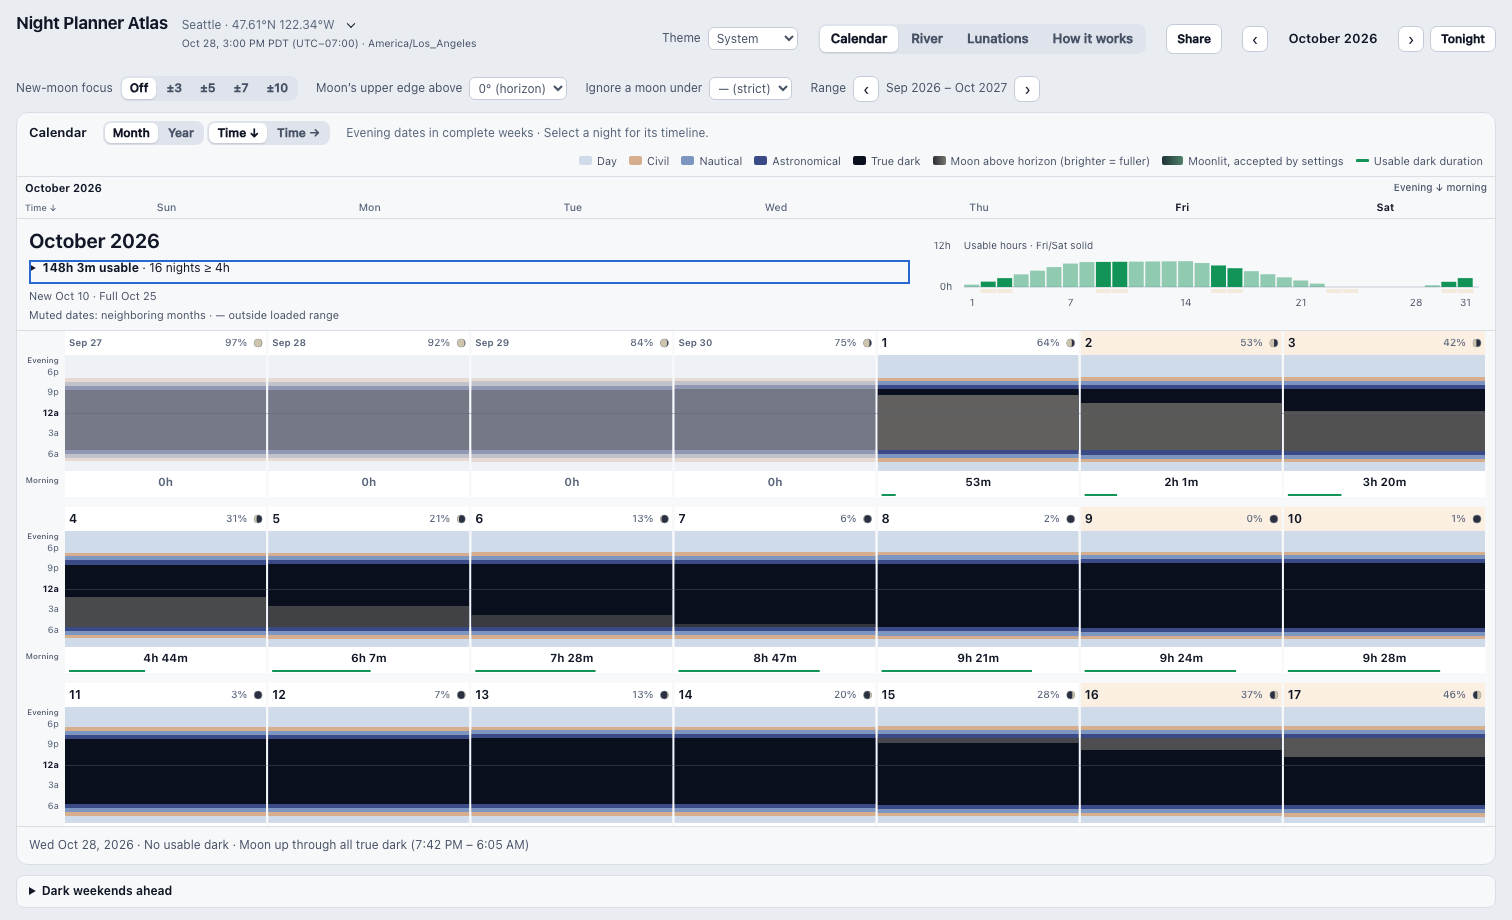 Night Planner Atlas
Seattle · 47.61°N 122.34°W
Oct 28, 3:00 PM PDT (UTC−07:00) · America/Los_Angeles
Theme System Calendar River Lunations How it works Share ‹ October 2026 › Tonight
New-moon focus Off ±3 ±5 ±7 ±10 Moon's upper edge above 0° (horizon) Ignore a moon under — (strict) Range ‹ Sep 2026 – Oct 2027 ›
Calendar Month Year Time ↓ Time → Evening dates in complete weeks · Select a night for its timeline.
Day Civil Nautical Astronomical True dark Moon above horizon (brighter = fuller) Moonlit, accepted by settings Usable dark duration
October 2026 Evening ↓ morning
Time ↓ Sun Mon Tue Wed Thu Fri Sat
October 2026
148h 3m usable · 16 nights ≥ 4h
New Oct 10 · Full Oct 25
Muted dates: neighboring months · — outside loaded range
12h Usable hours · Fri/Sat solid
0h
1 7 14 21 28 31
Sep 27 97% Sep 28 92% Sep 29 84% Sep 30 75% 1 64% 2 53% 3 42%
Evening
6p
9p
12a
3a
6a
Morning 0h 0h 0h 0h 53m 2h 1m 3h 20m
4 31% 5 21% 6 13% 7 6% 8 2% 9 0% 10 1%
Evening
6p
9p
12a
3a
6a
Morning 4h 44m 6h 7m 7h 28m 8h 47m 9h 21m 9h 24m 9h 28m
11 3% 12 7% 13 13% 14 20% 15 28% 16 37% 17 46%
Evening
6p
9p
12a
3a
6a
Wed Oct 28, 2026 · No usable dark · Moon up through all true dark (7:42 PM – 6:05 AM)
Dark weekends ahead